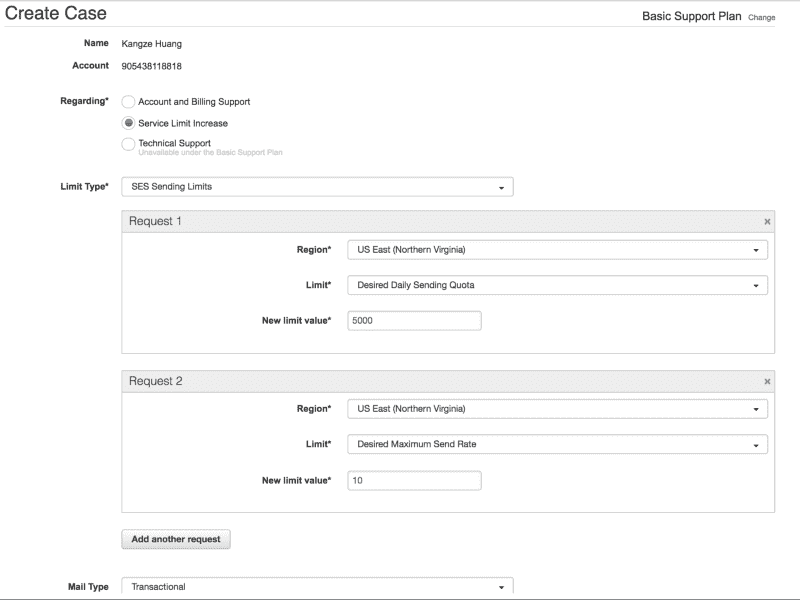 Create Case
Basic Support Plan Change
Name Kangze Huang
Account 905438118818
Regarding* Account and Billing Support
Service Limit Increase
Technical Support
Unavailable under the Basic Support Plan
Limit Type* SES Sending Limits
Request 1
Region* US East (Northern Virginia)
Limit* Desired Daily Sending Quota
New limit value* 5000
Request 2
Region* US East (Northern Virginia)
Limit* Desired Maximum Send Rate
New limit value* 10
Add another request
Mail Type Transactional